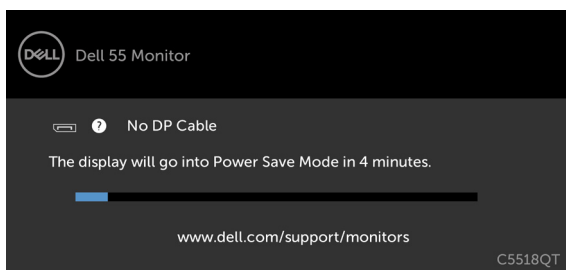 DELL
Dell 55 Monitor
? No DP Cable
The display will go into Power Save Mode in 4 minutes.
www.dell.com/support/monitors
C5518QT